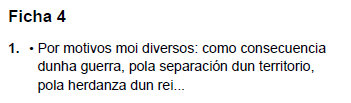 Ficha 4
1. • Por motivos moi diversos: como consecuencia
dunha guerra, pola separación dun territorio,
pola herdanza dun rei...